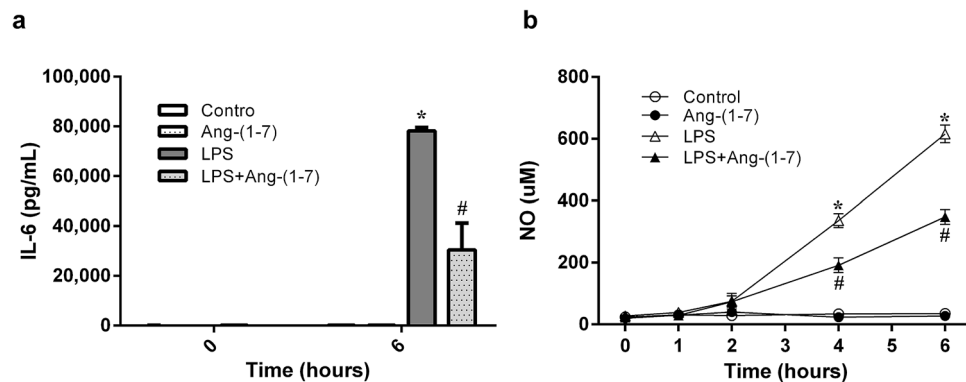 a
100,000
80,000
60,000
40,000
20,000
0
IL-6 (pg/mL)
Contro
Ang-(1-7)
LPS
LPS+Ang-(1-7)
*
#
0 6
Time (hours)
b
800
600
400
200
0
NO (uM)
Control
Ang-(1-7)
LPS
LPS+Ang-(1-7)
*
*
#
#
0 1 2 3 4 5 6
Time (hours)